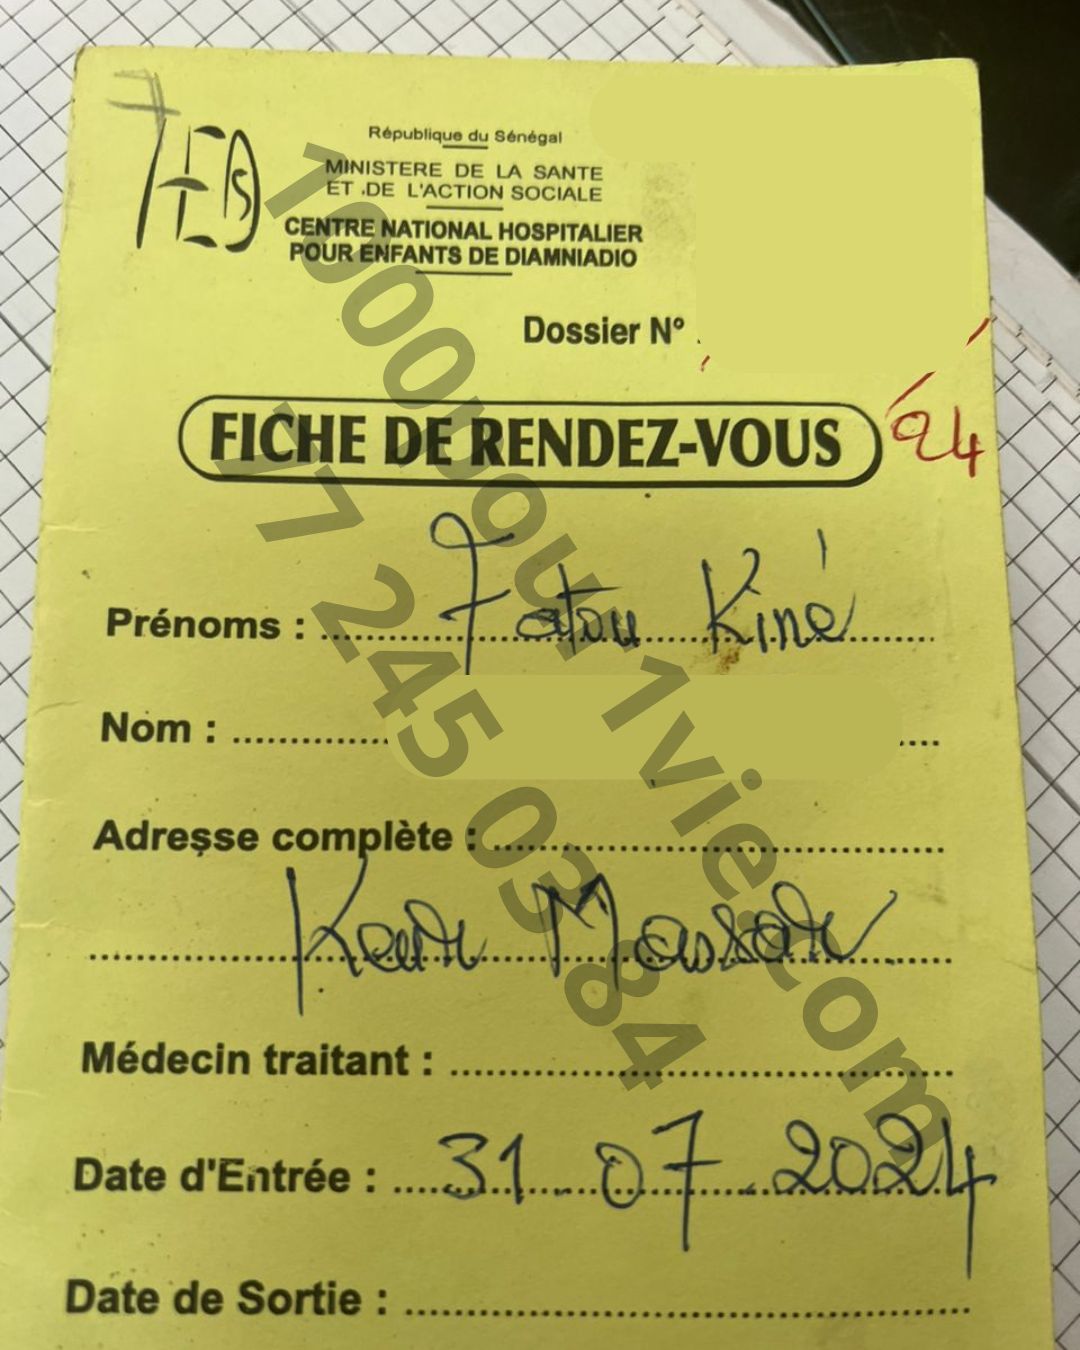 7
République du Sénégal
MINISTERE DE LA SANTE
ET DE L'ACTION SOCIALE
CENTRE NATIONAL HOSPITALIER
POUR ENFANTS DE DIAMNIADIO
Dossier N°
FICHE DE RENDEZ-VOUS
24
Prénoms : Fatou Kiné
Nom :
Adresse complète :
Keur Massar
Médecin traitant :
Date d'Entrée : 31 07 2024
Date de Sortie :
1000pour1vie.com
77 245 03 84